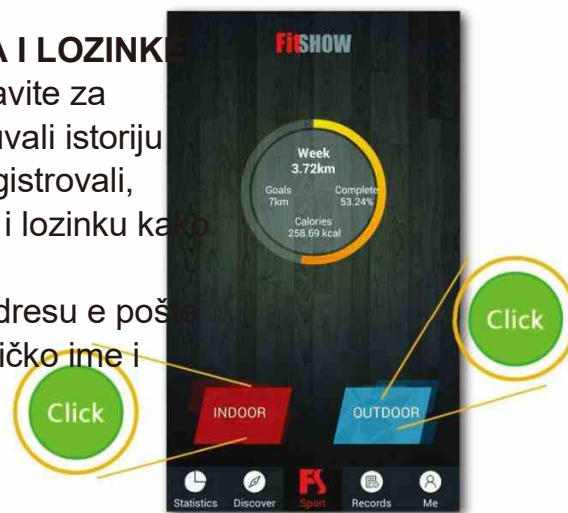 A I LOZINKE
avite za
uvali istoriju
gistrovali,
i lozinku kako
dresu e pošte
ičko ime i
FitSHOW
Week
3.72km
Goals
7km
Complete
53.24%
Calories
258.69 kcal
Click
Click
INDOOR
OUTDOOR
FS
Statistics
Discover
Sport
Records
Me